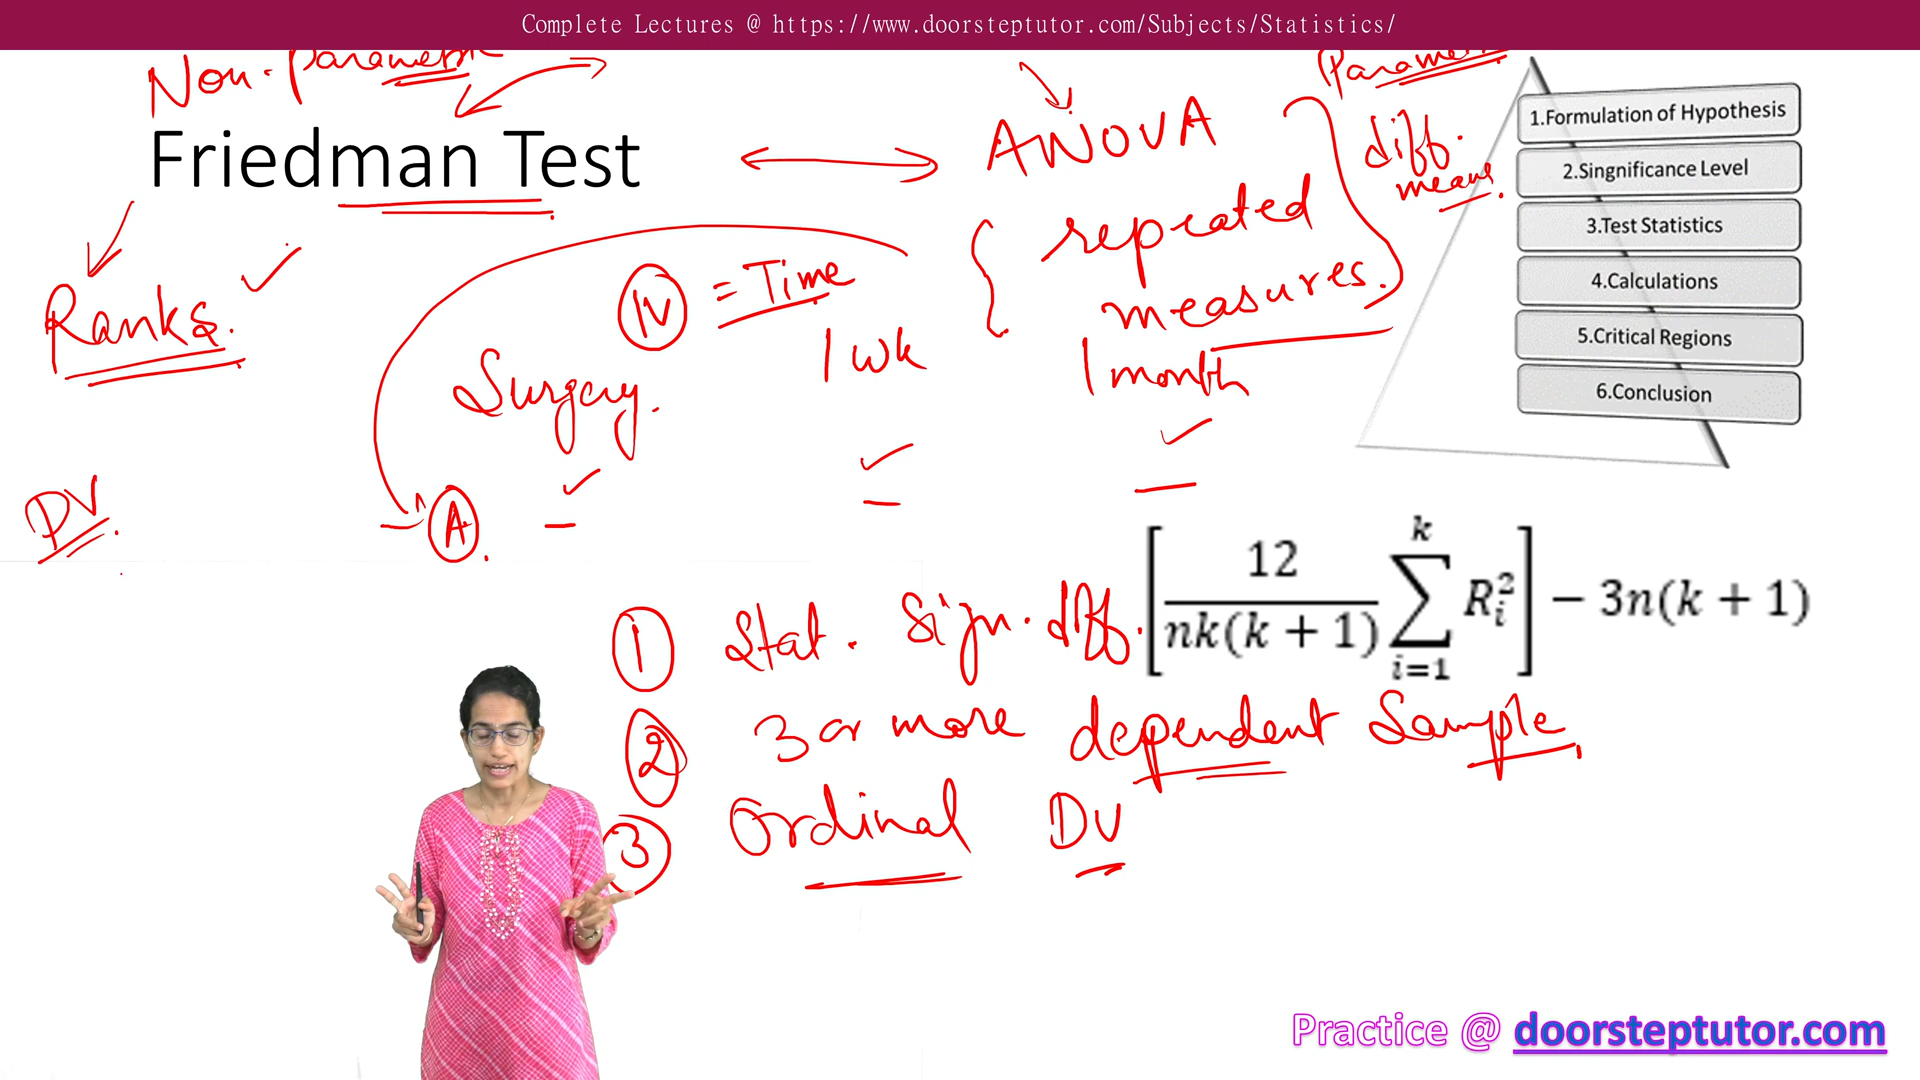 Complete Lectures @ https://www.doorsteptutor.com/Subjects/Statistics/
Non-parametric
Friedman Test
ANOVA
repeated
measures.
diff.
means.
Ranks.
IV = Time
Surgery.
1 wk
1 month
DV.
A.
1.Formulation of Hypothesis
2.Singnificance Level
3.Test Statistics
4.Calculations
5.Critical Regions
6.Conclusion
[12/nk(k + 1) ∑ᵏᵢ₌₁ Rᵢ²] − 3n(k + 1)
1 Stat. Sign. diff.
2 3 or more dependent Sample
3 Ordinal DV
Practice @ doorsteptutor.com